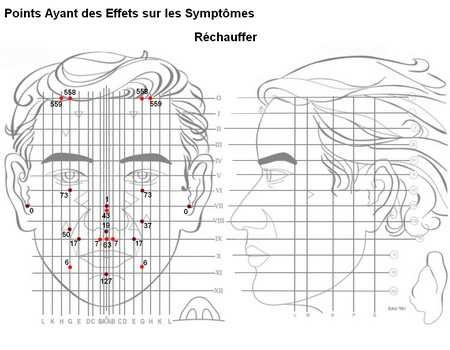 Points Ayant des Effets sur les Symptômes
Réchauffer
558 558
559 559
O
I
II
III
IV
V
VI
73 73
1
VII
0 0
43
VIII
37
50 19
17 7 63 7 17
IX
X
6 6
XI
127
XII
L K H G E D C B A A B C D E G H K L